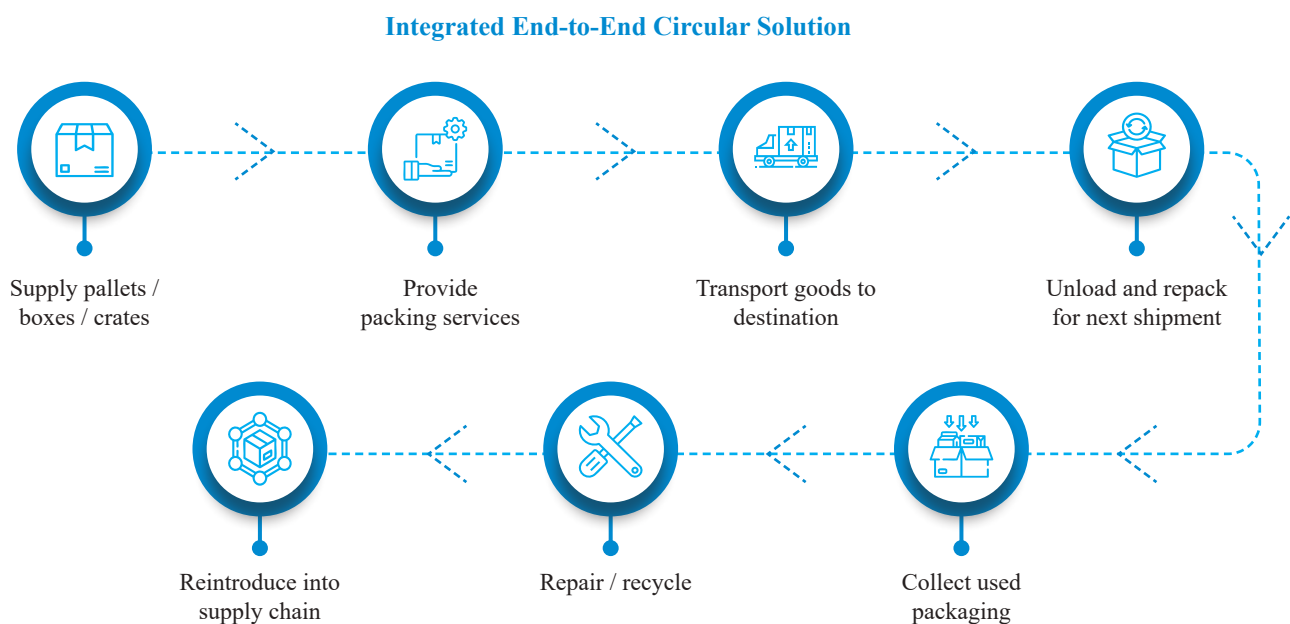 Integrated End-to-End Circular Solution
Supply pallets /
boxes / crates
Provide
packing services
Transport goods to
destination
Unload and repack
for next shipment
Reintroduce into
supply chain
Repair / recycle
Collect used
packaging